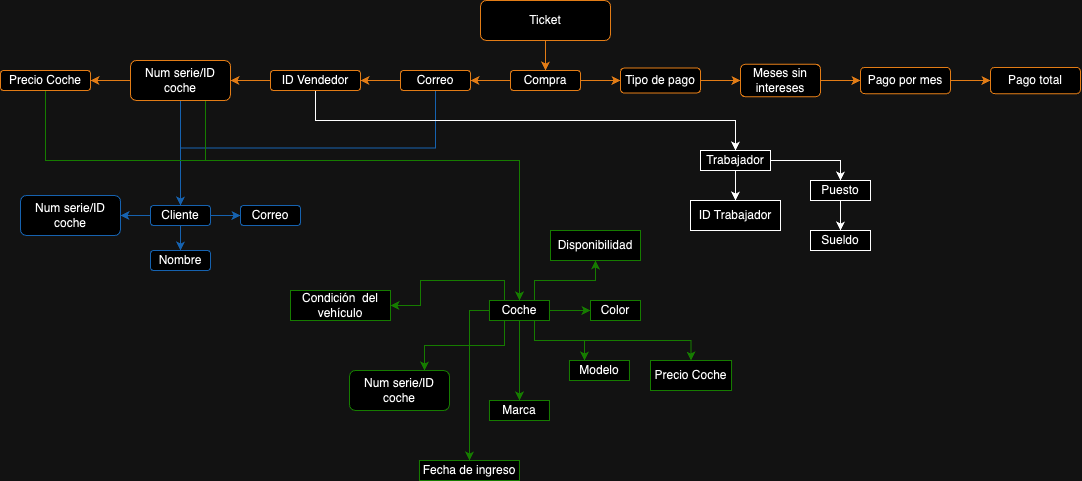 Ticket
Precio Coche
Num serie/ID
coche
ID Vendedor
Correo
Compra
Tipo de pago
Meses sin
intereses
Pago por mes
Pago total
Trabajador
Puesto
ID Trabajador
Sueldo
Num serie/ID
coche
Cliente
Correo
Nombre
Disponibilidad
Condición del
vehículo
Coche
Color
Modelo
Precio Coche
Num serie/ID
coche
Marca
Fecha de ingreso